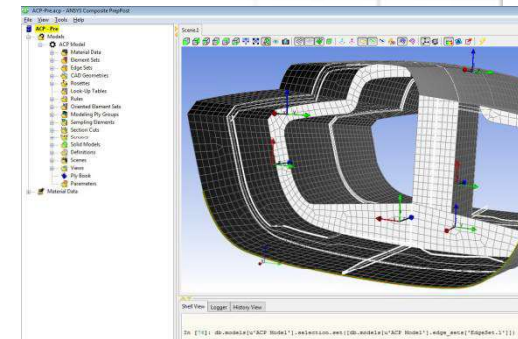 ACP-Pre.acp - ANSYS Composite PrepPost
File View Tools Help
ACP - Pre
Models
ACP Model
Material Data
Element Sets
Edge Sets
CAD Geometries
Rosettes
Look-Up Tables
Rules
Oriented Element Sets
Modeling Ply Groups
Sampling Elements
Section Cuts
Sensors
Solid Models
Definitions
Scenes
Views
Ply Book
Parameters
Material Data
Scene.1
Shell View Logger History View
In [74]: db.models[u'ACP Model'].selection.set([db.models[u'ACP Model'].edge_sets['EdgeSet.1']])